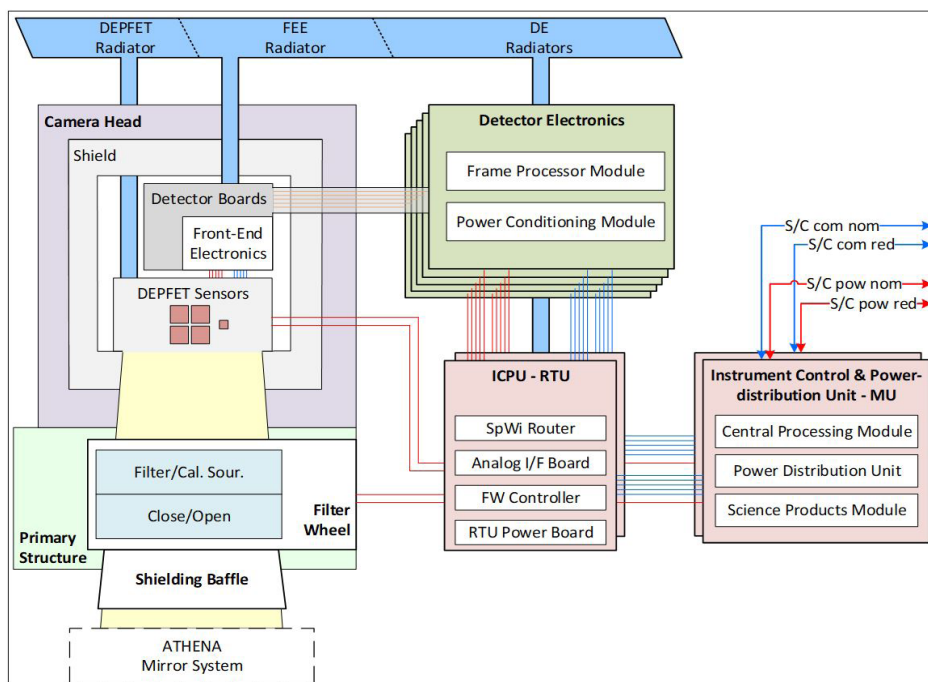 DEPFET
Radiator
FEE
Radiator
DE
Radiators
Camera Head
Shield
Detector Boards
Front-End
Electronics
DEPFET Sensors
Detector Electronics
Frame Processor Module
Power Conditioning Module
S/C com nom
S/C com red
S/C pow nom
S/C pow red
ICPU - RTU
SpWi Router
Analog I/F Board
FW Controller
RTU Power Board
Instrument Control & Power-
distribution Unit - MU
Central Processing Module
Power Distribution Unit
Science Products Module
Filter/Cal. Sour.
Close/Open
Filter
Wheel
Primary
Structure
Shielding Baffle
ATHENA
Mirror System